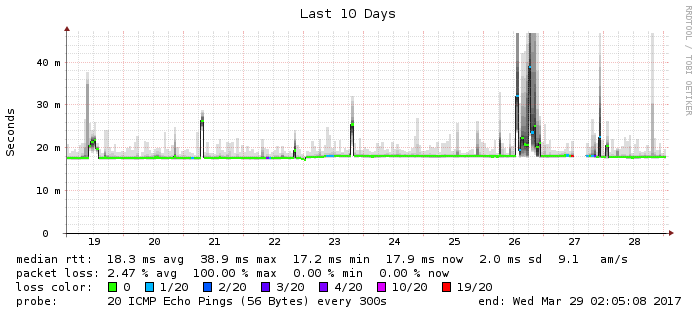 Last 10 Days
RRDTOOL / TOBI OETIKER
Seconds
40 m
30 m
20 m
10 m
0
19 20 21 22 23 24 25 26 27 28
median rtt: 18.3 ms avg 38.9 ms max 17.2 ms min 17.9 ms now 2.0 ms sd 9.1 am/s
packet loss: 2.47 % avg 100.00 % max 0.00 % min 0.00 % now
loss color: 0 1/20 2/20 3/20 4/20 10/20 19/20
probe: 20 ICMP Echo Pings (56 Bytes) every 300s end: Wed Mar 29 02:05:08 2017